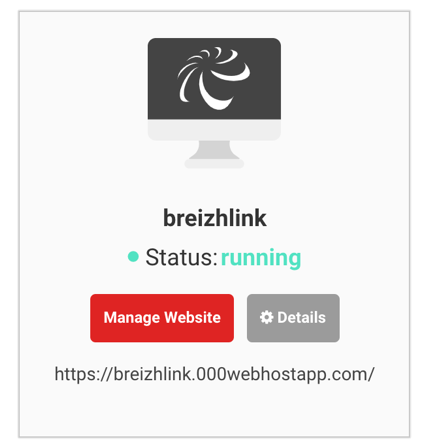 breizhlink
Status: running
Manage Website
Details
https://breizhlink.000webhostapp.com/